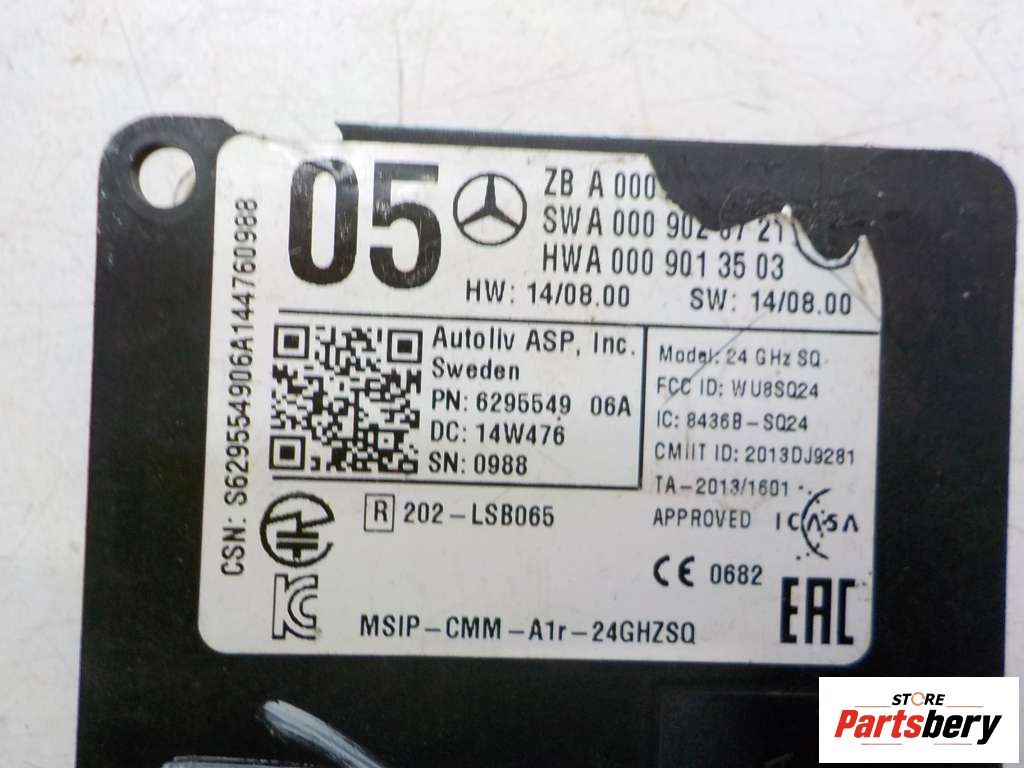 05
ZB A 000
SW A 000 902
HWA 000 901 35 03
HW: 14/08.00 SW: 14/08.00
CSN: S629554906A144760988
Autoliv ASP, Inc.
Sweden
PN: 6295549 06A
DC: 14W476
SN: 0988
Model: 24 GHz SQ
FCC ID: WU8SQ24
IC: 8436B-SQ24
CMIIT ID: 2013DJ9281
TA-2013/1601
APPROVED ICASA
R 202-LSB065
CE 0682
EAC
KC
MSIP-CMM-A1r-24GHZSQ
STORE
Partsbery